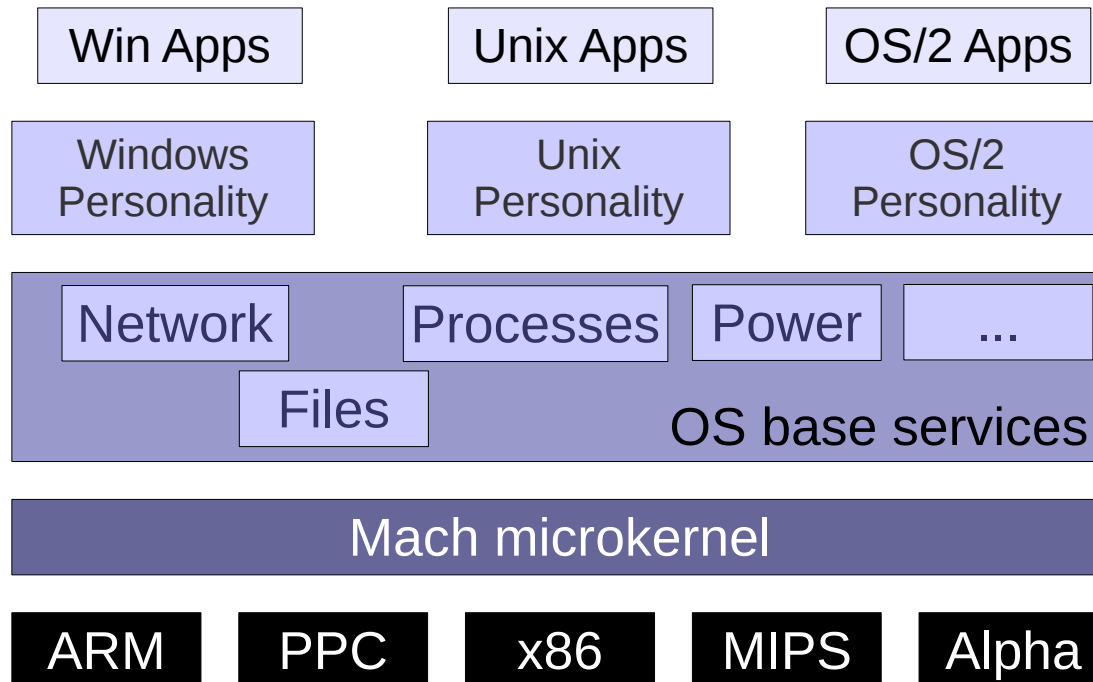 Win Apps
Unix Apps
OS/2 Apps
Windows
Personality
Unix
Personality
OS/2
Personality
Network
Processes
Power
...
Files
OS base services
Mach microkernel
ARM
PPC
x86
MIPS
Alpha